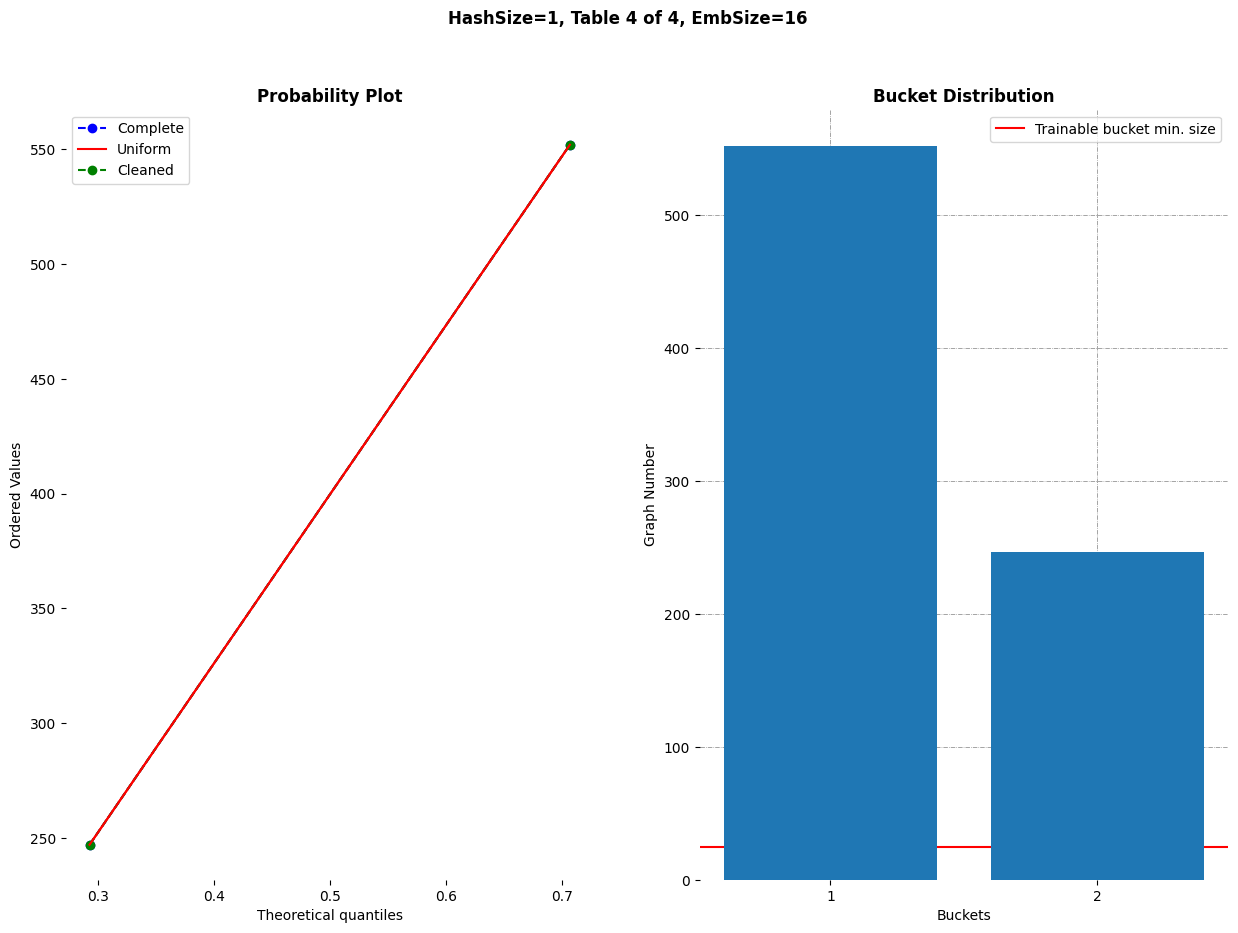 HashSize=1, Table 4 of 4, EmbSize=16
Probability Plot
Complete
Uniform
Cleaned
550
500
450
400
350
300
250
Ordered Values
0.3 0.4 0.5 0.6 0.7
Theoretical quantiles
Bucket Distribution
Trainable bucket min. size
500
400
300
200
100
0
Graph Number
1 2
Buckets